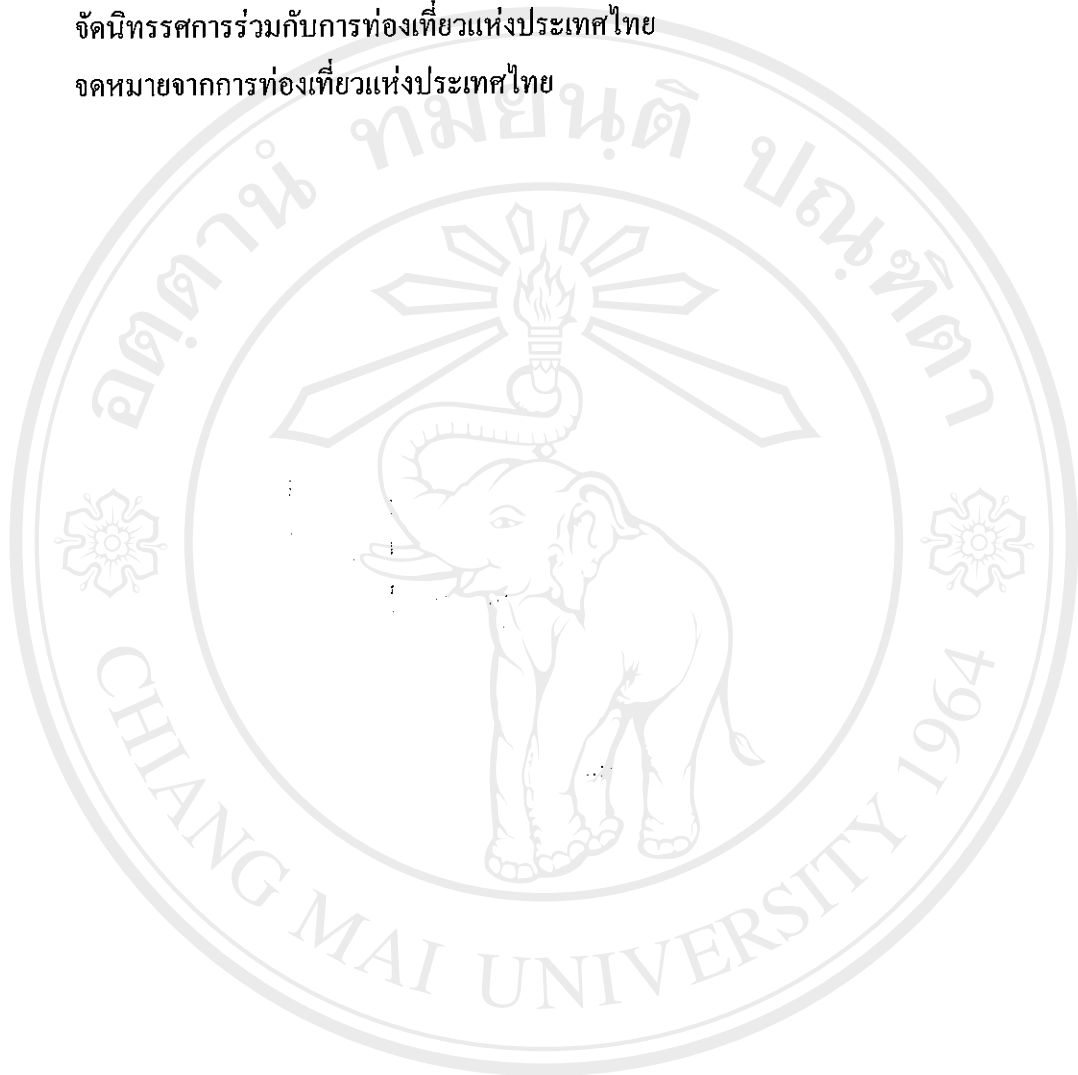 จัดนิทรรศการร่วมกับการท่องเที่ยวแห่งประเทศไทย
จดหมายจากการท่องเที่ยวแห่งประเทศไทย
อตฺตานํ ทมยนฺติ ปณฺฑิตา
CHIANG MAI UNIVERSITY 1964